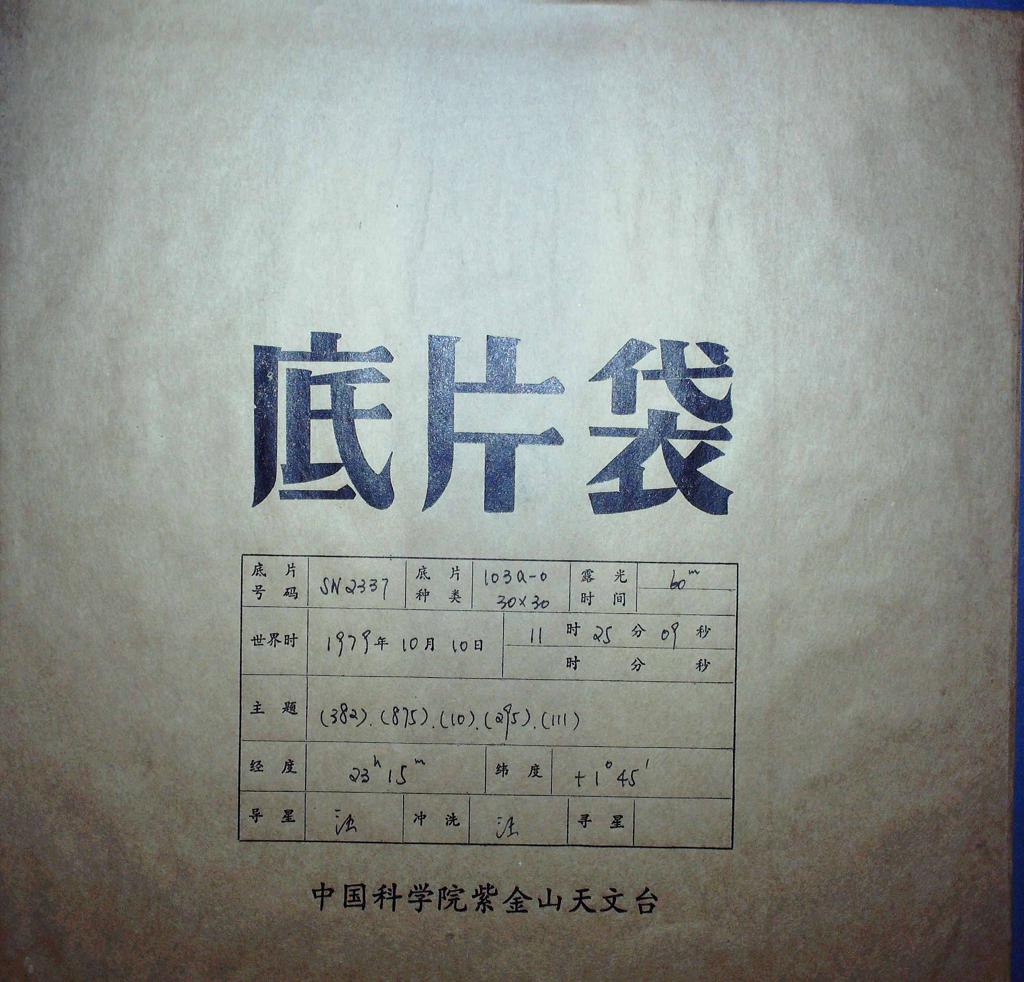 底片袋
底片号码 SN2337 底片种类 103a-0 30×30 露光时间 60m
世界时 1979年10月10日 11时25分09秒
时 分 秒
主题 (382).(875).(10).(295).(111)
经度 23h15m 纬度 +1°45′
导星 冲洗 寻星
中国科学院紫金山天文台